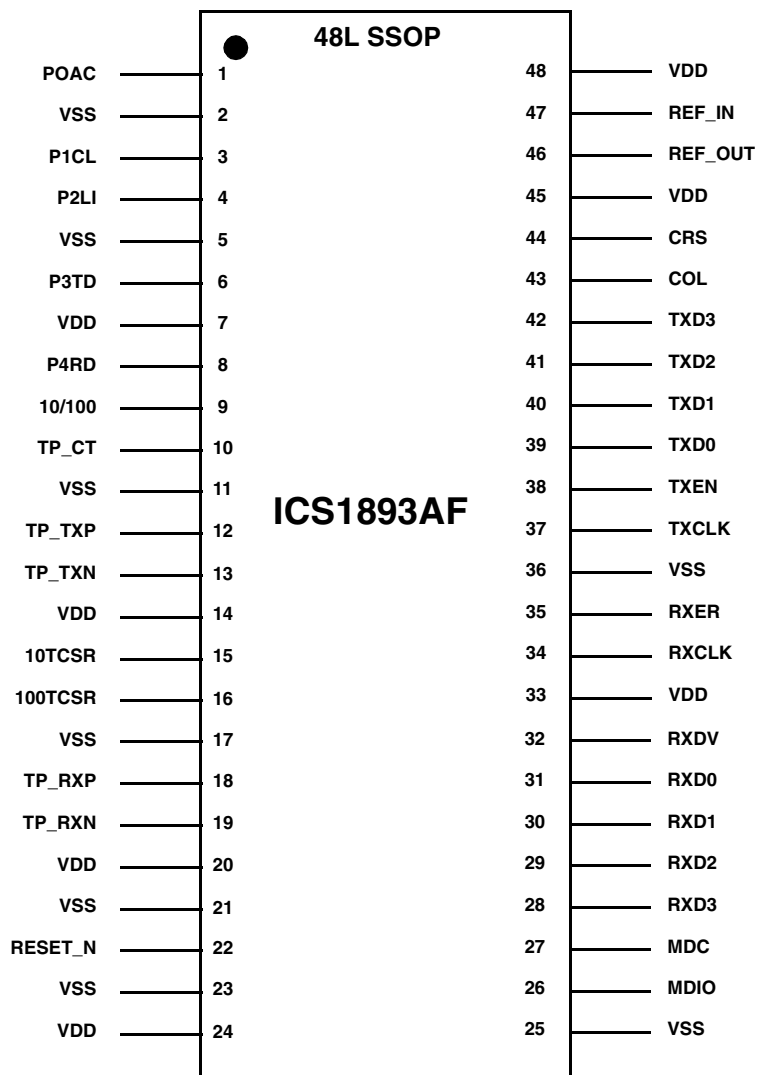 48L SSOP
POAC 1 48 VDD
VSS 2 47 REF_IN
P1CL 3 46 REF_OUT
P2LI 4 45 VDD
VSS 5 44 CRS
P3TD 6 43 COL
VDD 7 42 TXD3
P4RD 8 41 TXD2
10/100 9 40 TXD1
TP_CT 10 39 TXD0
VSS 11 38 TXEN
ICS1893AF
TP_TXP 12 37 TXCLK
TP_TXN 13 36 VSS
VDD 14 35 RXER
10TCSR 15 34 RXCLK
100TCSR 16 33 VDD
VSS 17 32 RXDV
TP_RXP 18 31 RXD0
TP_RXN 19 30 RXD1
VDD 20 29 RXD2
VSS 21 28 RXD3
RESET_N 22 27 MDC
VSS 23 26 MDIO
VDD 24 25 VSS